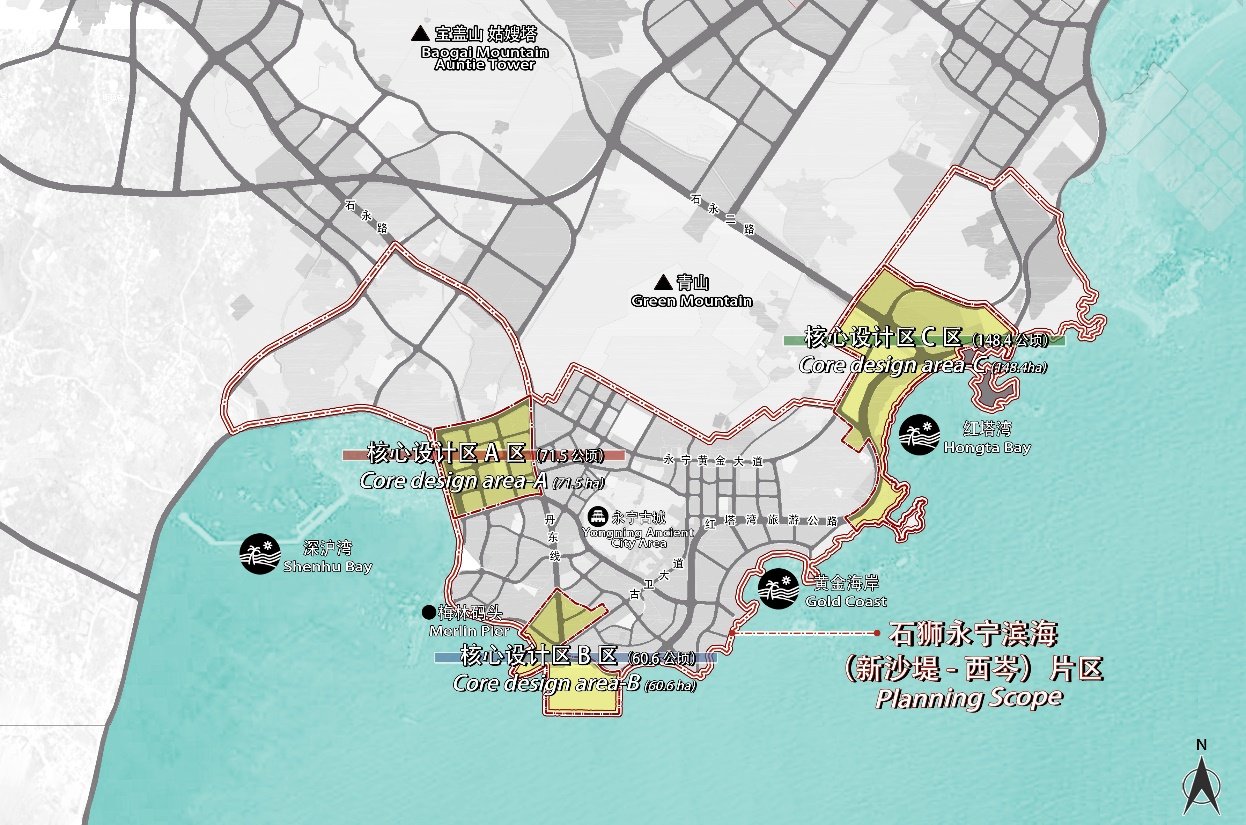 宝盖山 姑嫂塔
Baogai Mountain
Auntie Tower
石永路
石永二路
青山
Green Mountain
核心设计区 C 区 (148.4 公顷)
Core design area-C (148.4ha)
红塔湾
Hongta Bay
核心设计区 A 区 (71.5 公顷)
Core design area-A (71.5 ha)
永宁黄金大道
永宁古城
Yongning Ancient
City Area
红塔湾旅游公路
丹东线
古卫大道
深沪湾
Shenhu Bay
黄金海岸
Gold Coast
梅林码头
Merlin Pier
核心设计区 B 区 (60.6 公顷)
Core design area-B (60.6 ha)
石狮永宁滨海
（新沙堤 - 西岑）片区
Planning Scope
N